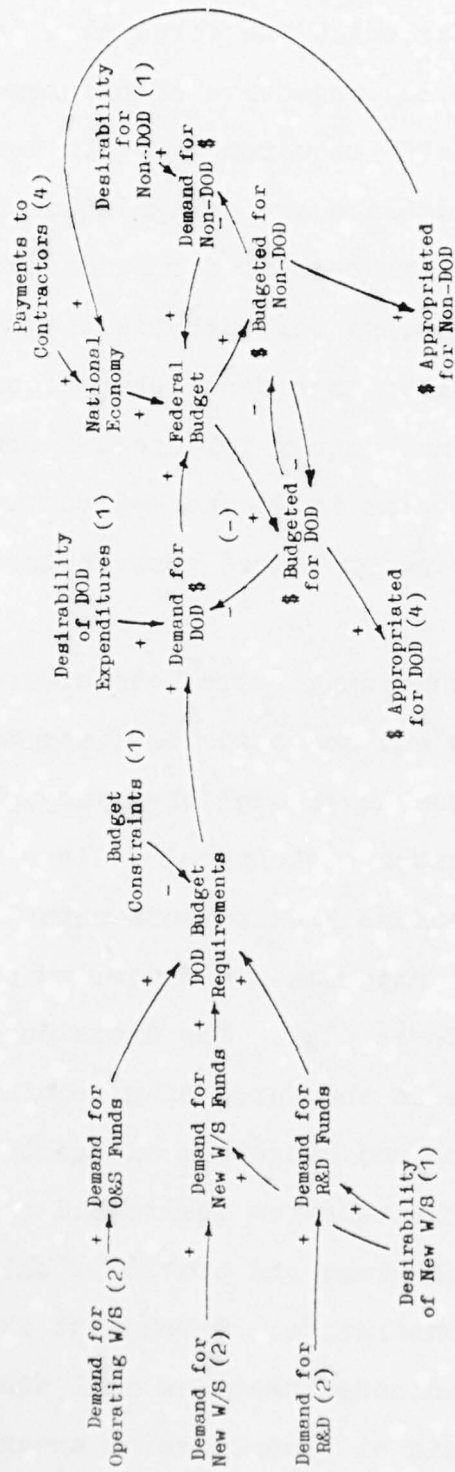 Demand for
Operating W/S (2)
+
Demand for
O&S Funds
+
Demand for
New W/S (2)
+
Demand for
New W/S Funds
+
Demand for
R&D (2)
+
Demand for
R&D Funds
+
+
+
Desirability
of New W/S (1)
Budget
Constraints (1)
-
DOD Budget
Requirements
+
Desirability
of DOD
Expenditures (1)
+
Demand for
DOD $
+
-
(-)
Payments to
Contractors (4)
+
+
National
Economy
+
Federal
Budget
+
+
Desirability
for
Non-DOD (1)
+
Demand for
Non-DOD $
+
-
$ Budgeted for
Non-DOD
-
-
$ Budgeted
for DOD
+
$ Appropriated
for DOD (4)
+
$ Appropriated
for Non-DOD